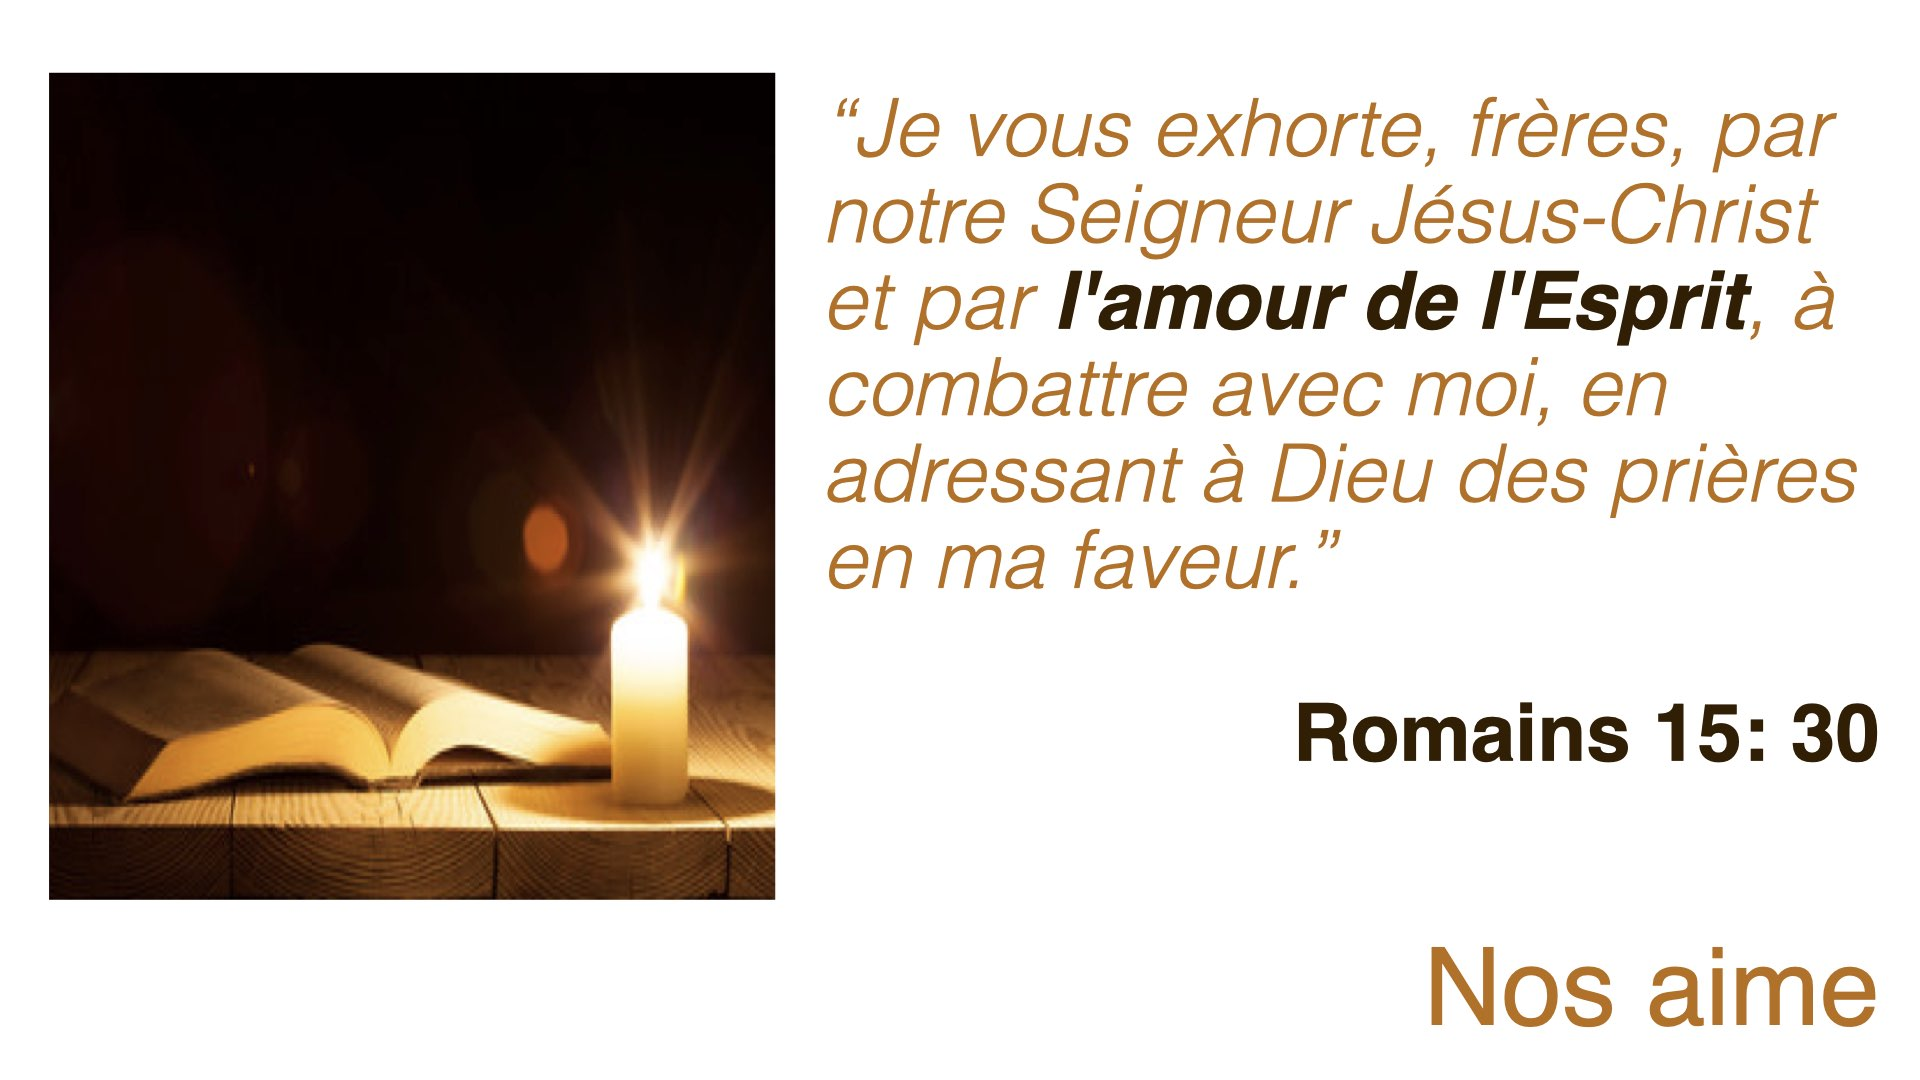 “Je vous exhorte, frères, par
notre Seigneur Jésus-Christ
et par l'amour de l'Esprit, à
combattre avec moi, en
adressant à Dieu des prières
en ma faveur.”
Romains 15: 30
Nos aime